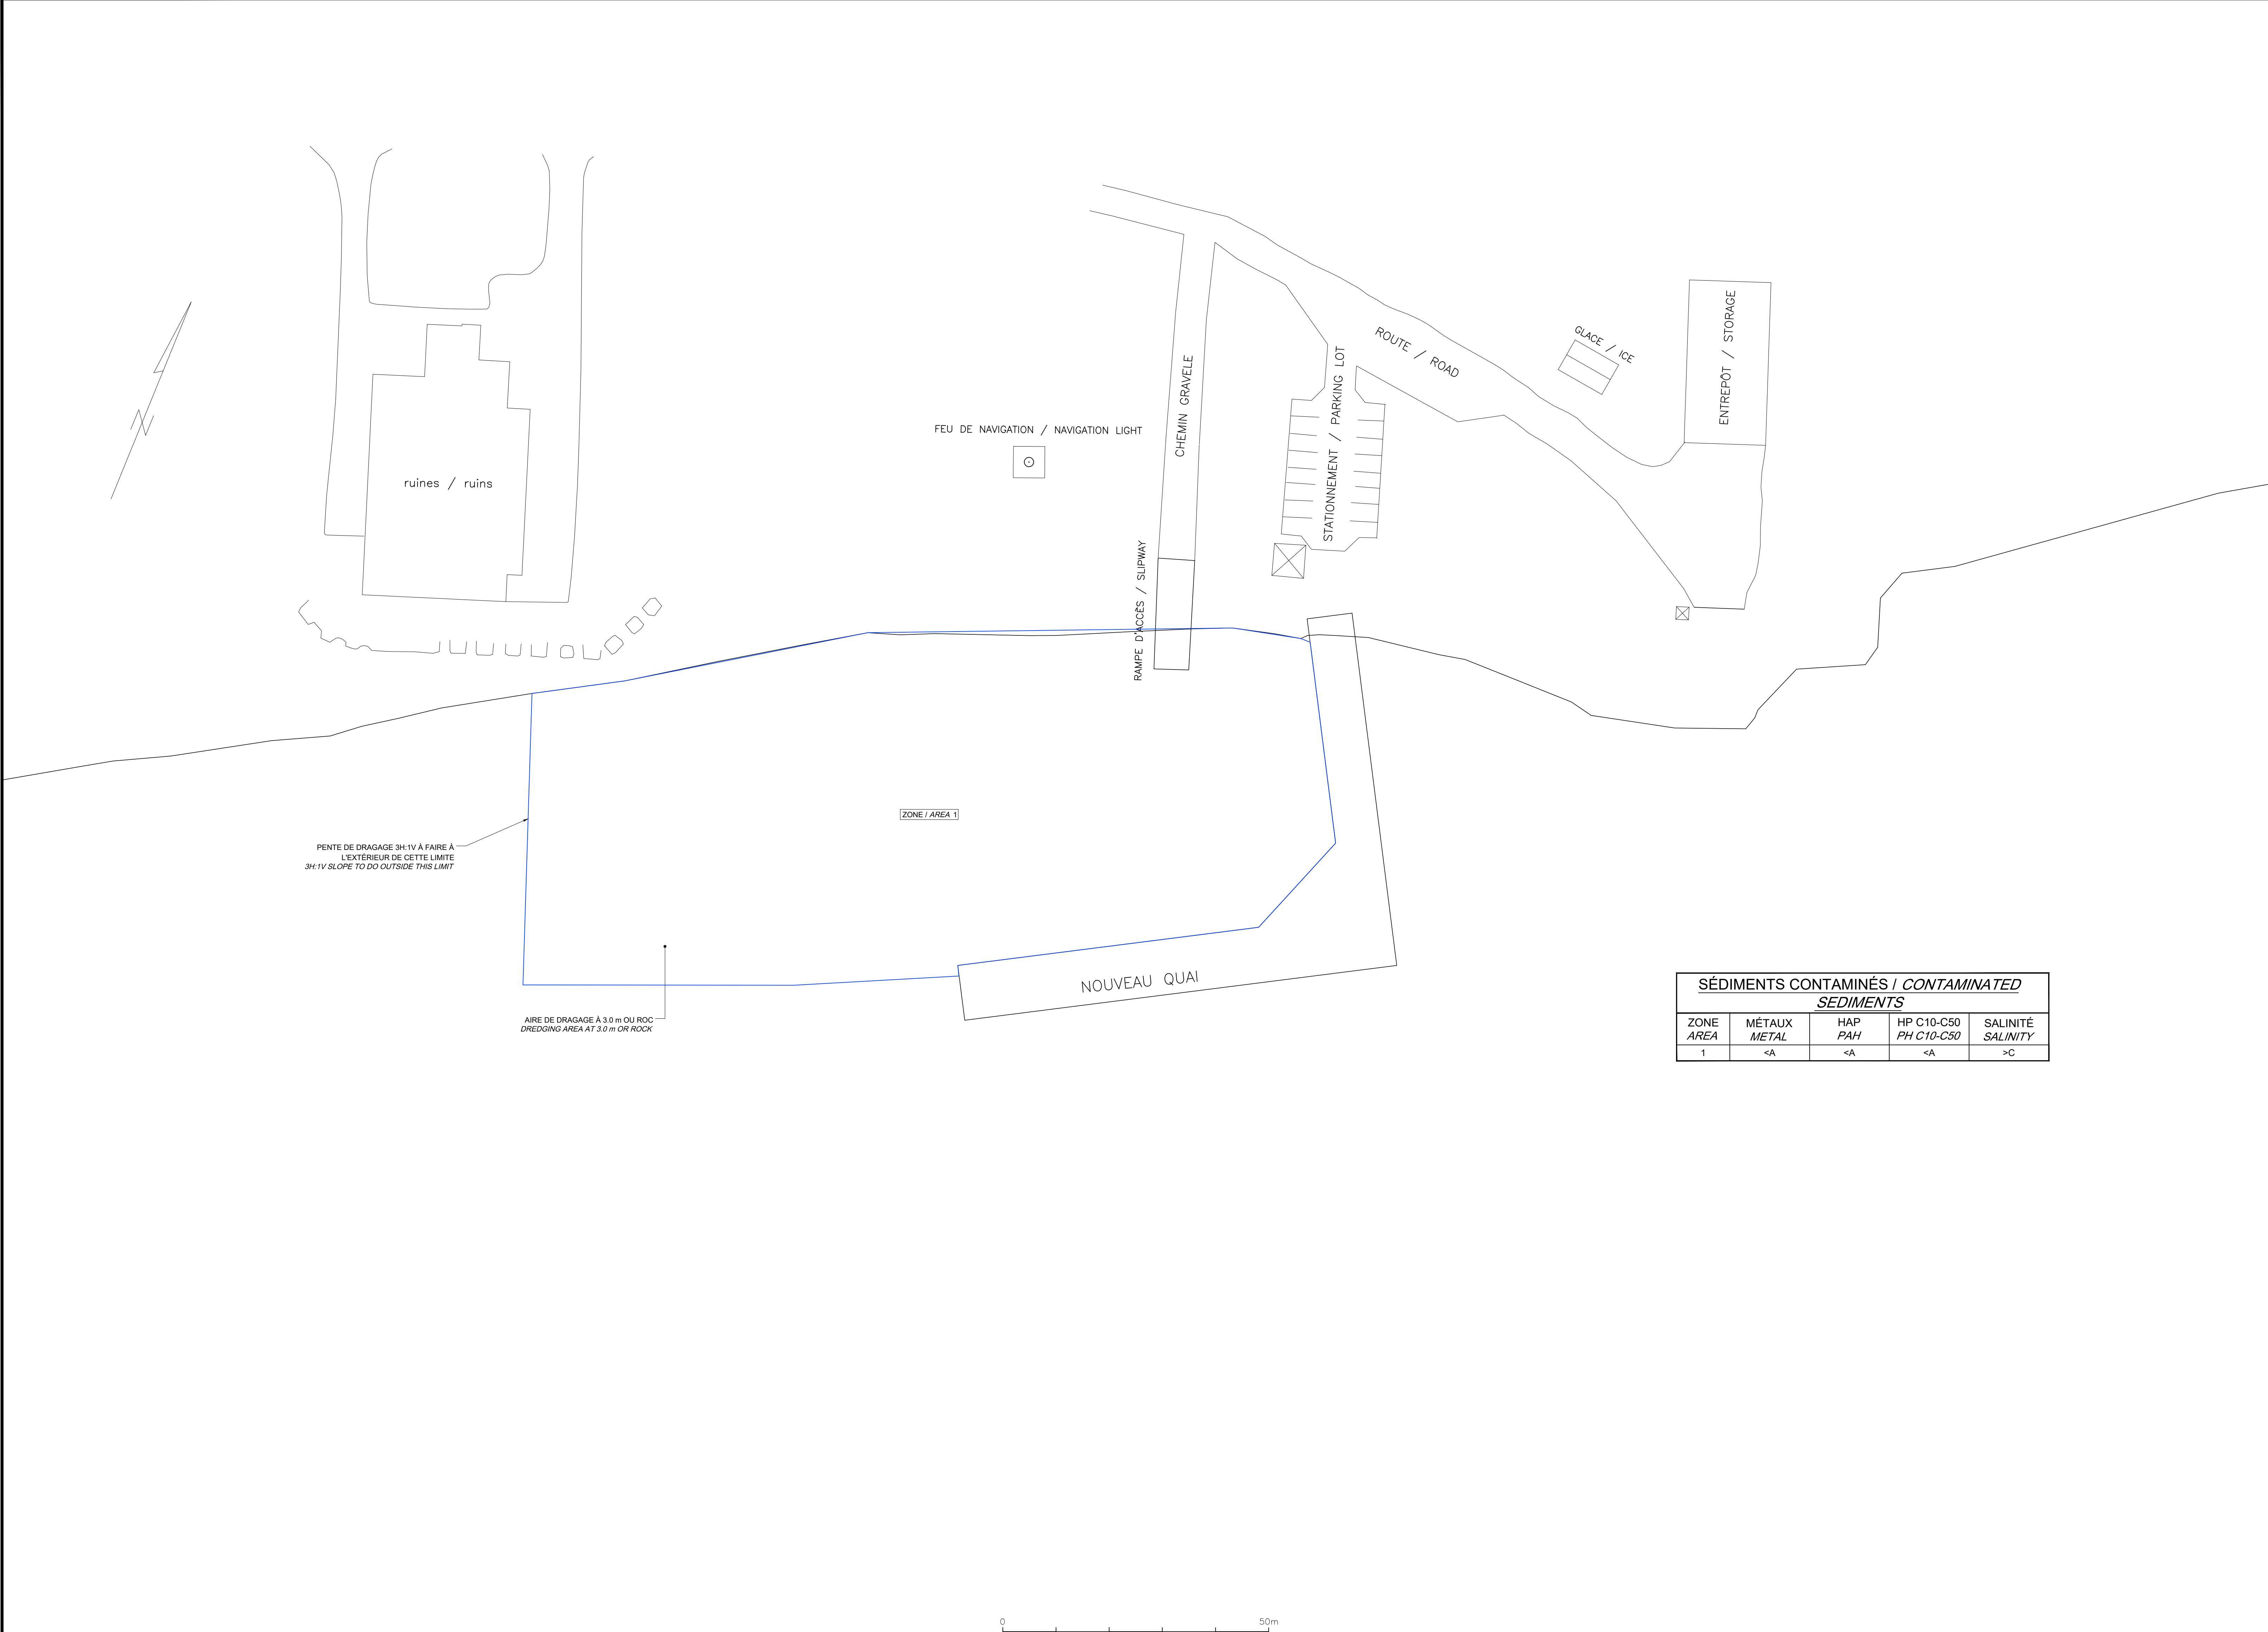 GLACE / ICE
ENTREPÔT / STORAGE
ROUTE / ROAD
STATIONNEMENT / PARKING LOT
CHEMIN GRAVELE
FEU DE NAVIGATION / NAVIGATION LIGHT
N
ruines / ruins
RAMPE D'ACCÈS / SLIPWAY
ZONE / AREA 1
PENTE DE DRAGAGE 3H:1V À FAIRE À
L'EXTÉRIEUR DE CETTE LIMITE
3H:1V SLOPE TO DO OUTSIDE THIS LIMIT
NOUVEAU QUAI
AIRE DE DRAGAGE À 3.0 m OU ROC
DREDGING AREA AT 3.0 m OR ROCK
SÉDIMENTS CONTAMINÉS / CONTAMINATED
SEDIMENTS
ZONE MÉTAUX HAP HP C10-C50 SALINITÉ
AREA METAL PAH PH C10-C50 SALINITY
1 <A <A <A >C
0 50m